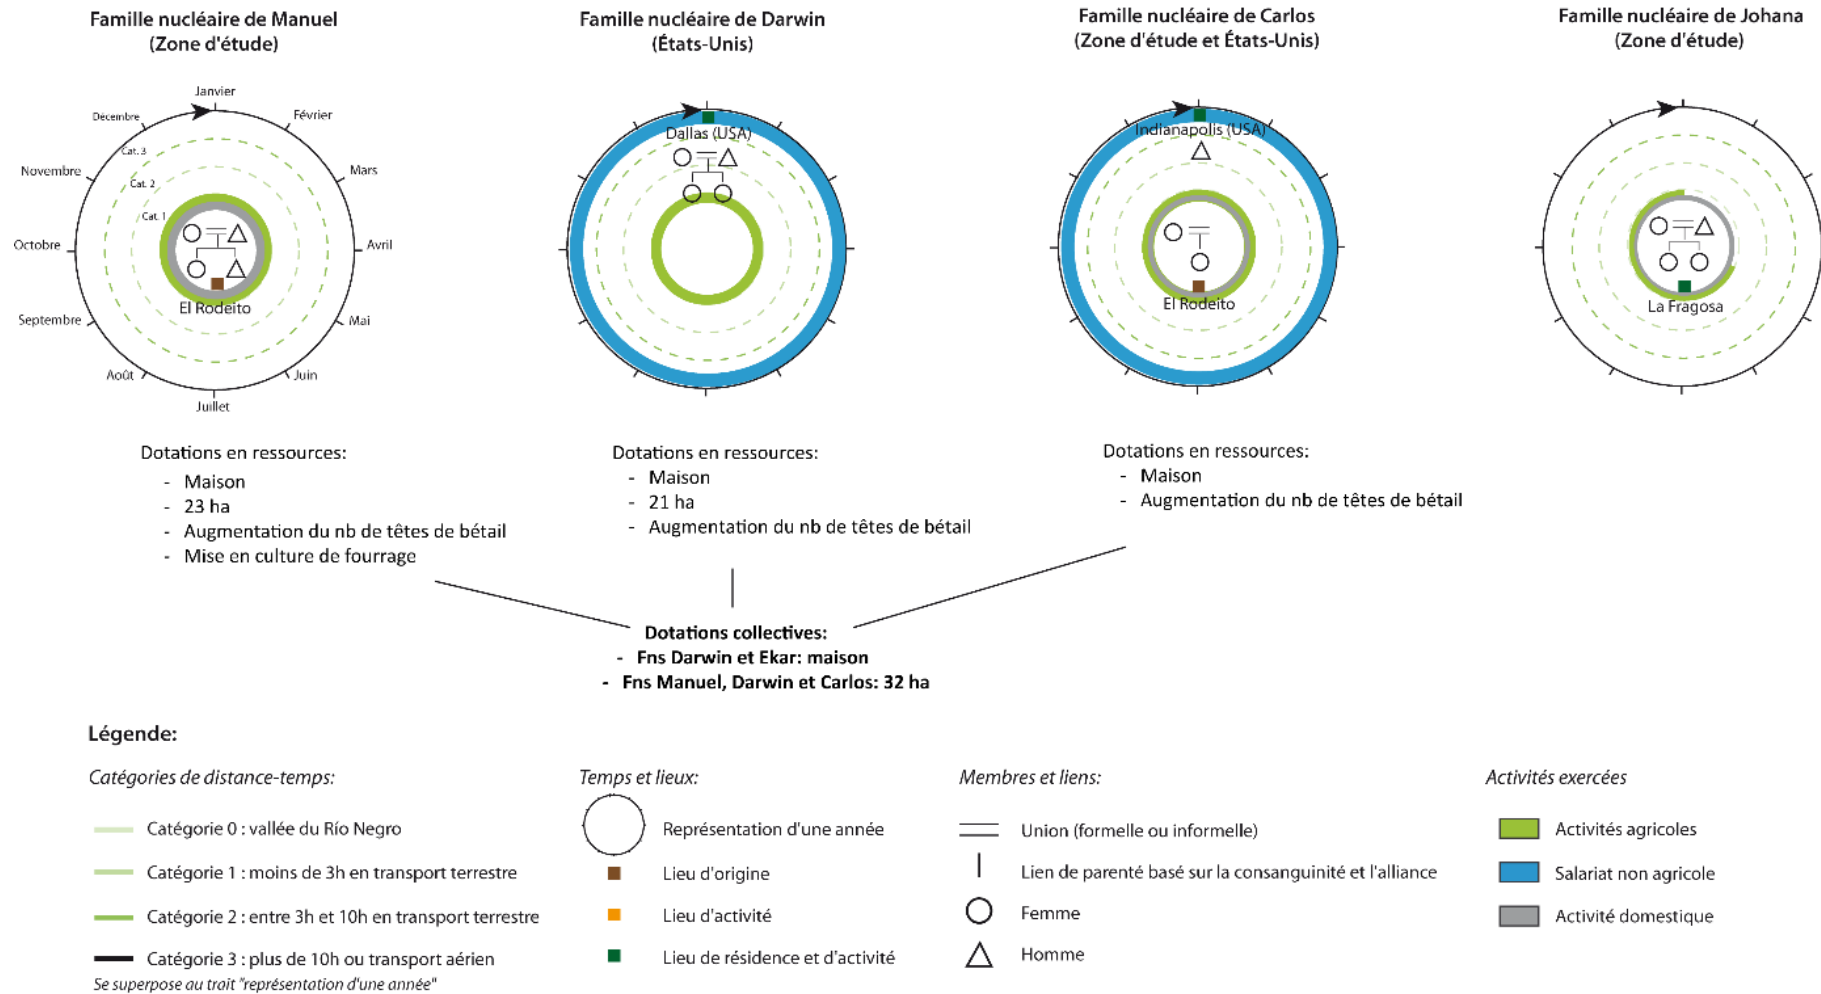 Famille nucléaire de Manuel
(Zone d'étude)
Famille nucléaire de Darwin
(États-Unis)
Famille nucléaire de Carlos
(Zone d'étude et États-Unis)
Famille nucléaire de Johana
(Zone d'étude)
Janvier
Février
Mars
Avril
Mai
Juin
Juillet
Août
Septembre
Octobre
Novembre
Décembre
Cat. 3
Cat. 2
Cat. 1
El Rodeito
Dallas (USA)
Indianapolis (USA)
El Rodeito
La Fragosa
Dotations en ressources:
- Maison
- 23 ha
- Augmentation du nb de têtes de bétail
- Mise en culture de fourrage
Dotations en ressources:
- Maison
- 21 ha
- Augmentation du nb de têtes de bétail
Dotations en ressources:
- Maison
- Augmentation du nb de têtes de bétail
Dotations collectives:
- Fns Darwin et Ekar: maison
- Fns Manuel, Darwin et Carlos: 32 ha
Légende:
Catégories de distance-temps:
Catégorie 0 : vallée du Río Negro
Catégorie 1 : moins de 3h en transport terrestre
Catégorie 2 : entre 3h et 10h en transport terrestre
Catégorie 3 : plus de 10h ou transport aérien
Se superpose au trait "représentation d'une année"
Temps et lieux:
Représentation d'une année
Lieu d'origine
Lieu d'activité
Lieu de résidence et d'activité
Membres et liens:
Union (formelle ou informelle)
Lien de parenté basé sur la consanguinité et l'alliance
Femme
Homme
Activités exercées
Activités agricoles
Salariat non agricole
Activité domestique